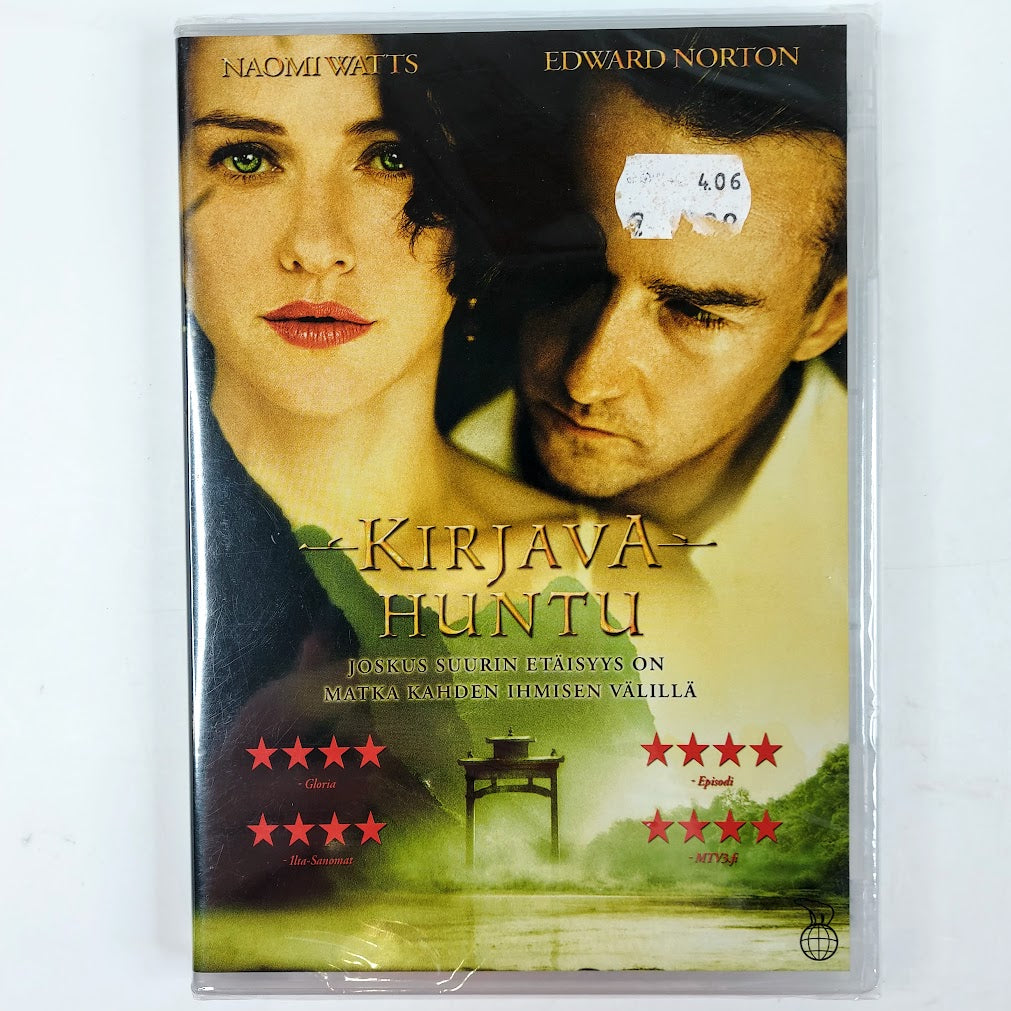 NAOMI WATTS
EDWARD NORTON
4.06
KIRJAVA
HUNTU
JOSKUS SUURIN ETÄISYYS ON
MATKA KAHDEN IHMISEN VÄLILLÄ
- Gloria
- Episodi
- Ilta-Sanomat
- MTV3.fi